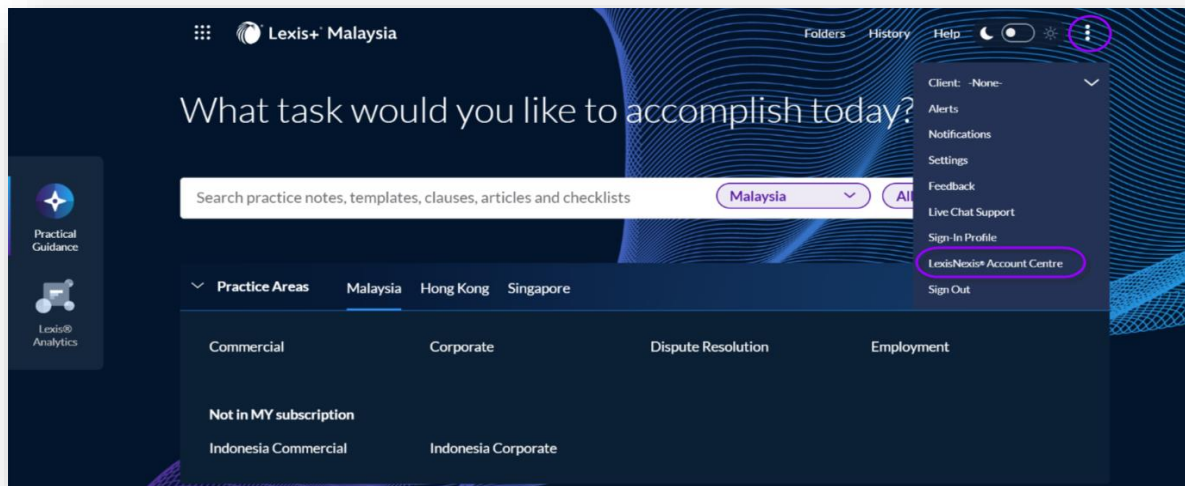 Lexis+® Malaysia
Folders History Help
What task would you like to accomplish today?
Client: -None-
Alerts
Notifications
Settings
Feedback
Live Chat Support
Sign-In Profile
LexisNexis® Account Centre
Sign Out
Search practice notes, templates, clauses, articles and checklists Malaysia
Practical
Guidance
Lexis®
Analytics
Practice Areas Malaysia Hong Kong Singapore
Commercial Corporate Dispute Resolution Employment
Not in MY subscription
Indonesia Commercial Indonesia Corporate